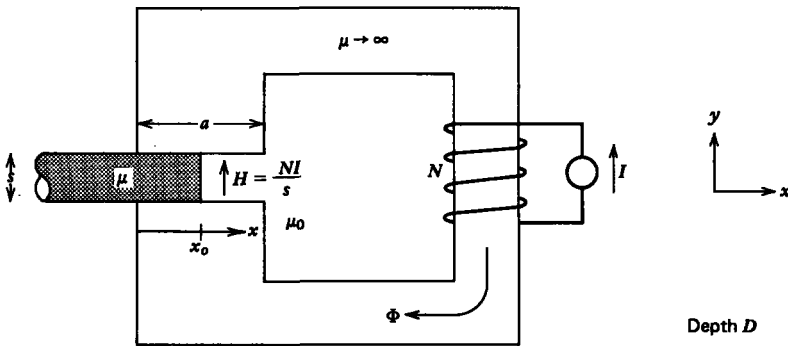 μ → ∞
a
s
μ
H = NI/s
μ₀
x
x₀
N
I
y
x
Φ
Depth D